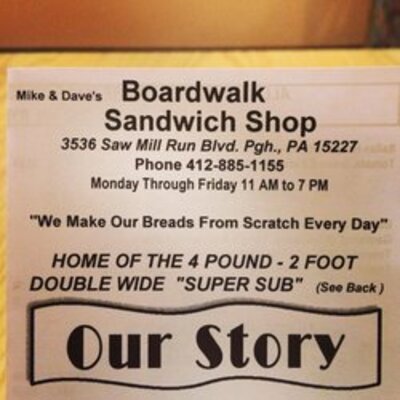 Mike & Dave's Boardwalk
Sandwich Shop
3536 Saw Mill Run Blvd. Pgh., PA 15227
Phone 412-885-1155
Monday Through Friday 11 AM to 7 PM
"We Make Our Breads From Scratch Every Day"
HOME OF THE 4 POUND - 2 FOOT
DOUBLE WIDE "SUPER SUB" (See Back)
Our Story